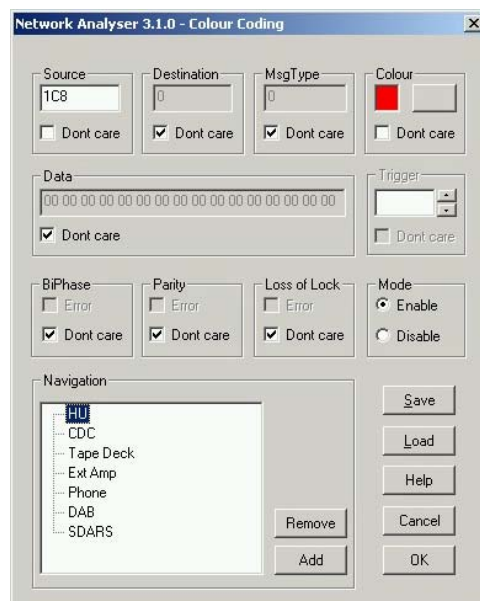 Network Analyser 3.1.0 - Colour Coding
Source Destination MsgType Colour
1C8 0 0
Dont care Dont care Dont care Dont care
Data Trigger
00 00 00 00 00 00 00 00 00 00 00 00 00 00 00 00
Dont care Dont care
BiPhase Parity Loss of Lock Mode
Error Error Error Enable
Dont care Dont care Dont care Disable
Navigation
HU
CDC
Tape Deck
Ext Amp
Phone
DAB
SDARS
Remove
Add
Save
Load
Help
Cancel
OK